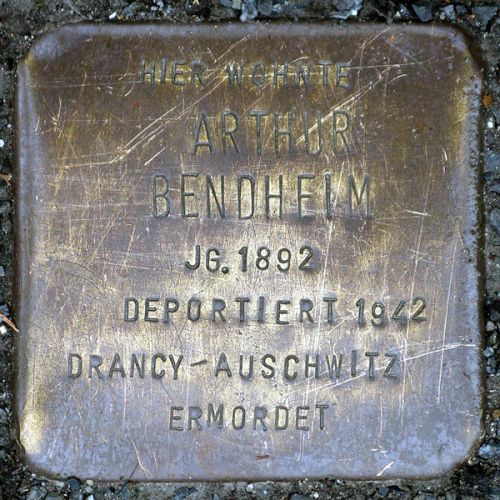 HIER WOHNTE
ARTHUR
BENDHEIM
JG. 1892
DEPORTIERT 1942
DRANCY-AUSCHWITZ
ERMORDET